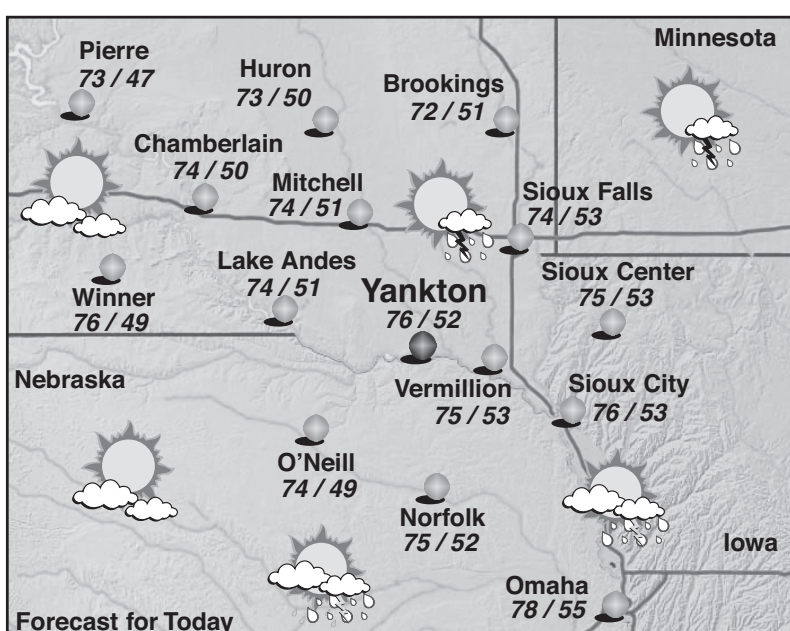 Minnesota
Pierre
73 / 47
Huron
73 / 50
Brookings
72 / 51
Chamberlain
74 / 50
Mitchell
74 / 51
Sioux Falls
74 / 53
Winner
76 / 49
Lake Andes
74 / 51
Yankton
76 / 52
Sioux Center
75 / 53
Nebraska
Vermillion
75 / 53
Sioux City
76 / 53
O'Neill
74 / 49
Norfolk
75 / 52
Iowa
Omaha
78 / 55
Forecast for Today